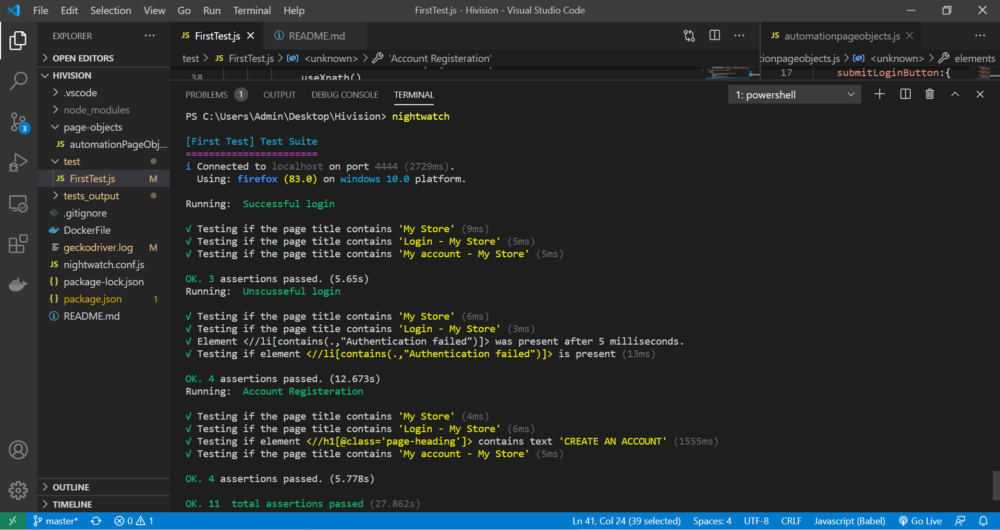 File Edit Selection View Go Run Terminal Help
FirstTest.js - Hivision - Visual Studio Code
EXPLORER
OPEN EDITORS
HIVISION
.vscode
node_modules
page-objects
JS automationPageObj...
test
JS FirstTest.js M
tests_output
.gitignore
DockerFile
geckodriver.log M
JS nightwatch.conf.js
{} package-lock.json
{} package.json 1
README.md
OUTLINE
TIMELINE
3
JS FirstTest.js
README.md
JS automationpageobjects.js
test > JS FirstTest.js > <unknown> > 'Account Registeration'
ionpageobjects.js > <unknown> > elements
38 useXpath()
17 submitLoginButton:{
PROBLEMS 1 OUTPUT DEBUG CONSOLE TERMINAL
1: powershell
PS C:\Users\Admin\Desktop\Hivision> nightwatch
[First Test] Test Suite
=======================
i Connected to localhost on port 4444 (2729ms).
Using: firefox (83.0) on windows 10.0 platform.
Running: Successful login
√ Testing if the page title contains 'My Store' (9ms)
√ Testing if the page title contains 'Login - My Store' (5ms)
√ Testing if the page title contains 'My account - My Store' (5ms)
OK. 3 assertions passed. (5.65s)
Running: Unscusseful login
√ Testing if the page title contains 'My Store' (6ms)
√ Testing if the page title contains 'Login - My Store' (3ms)
√ Element <//li[contains(.,"Authentication failed")]> was present after 5 milliseconds.
√ Testing if element <//li[contains(.,"Authentication failed")]> is present (13ms)
OK. 4 assertions passed. (12.673s)
Running: Account Registeration
√ Testing if the page title contains 'My Store' (4ms)
√ Testing if the page title contains 'Login - My Store' (6ms)
√ Testing if element <//h1[@class='page-heading']> contains text 'CREATE AN ACCOUNT' (1555ms)
√ Testing if the page title contains 'My account - My Store' (5ms)
OK. 4 assertions passed. (5.778s)
OK. 11 total assertions passed (27.862s)
master* 0 1
Ln 41, Col 24 (39 selected) Spaces: 4 UTF-8 CRLF Javascript (Babel) Go Live